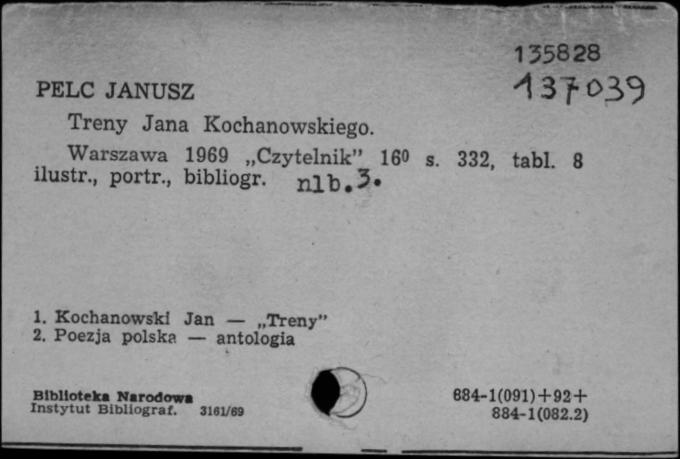 135828
137039
PELC JANUSZ
Treny Jana Kochanowskiego.
Warszawa 1969 „Czytelnik” 16⁰ s. 332, tabl. 8
ilustr., portr., bibliogr. nlb. 3.
1. Kochanowski Jan — „Treny”
2. Poezja polska — antologia
Biblioteka Narodowa
Instytut Bibliograf. 3161/69
884-1(091)+92+
884-1(082.2)